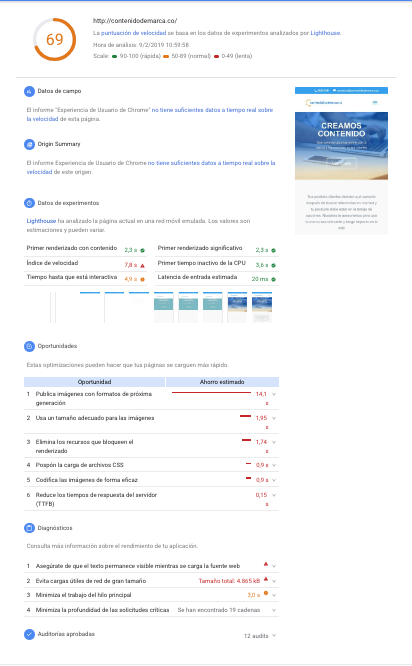 http://contenidodemarca.co/
69
La puntuación de velocidad se basa en los datos de experimentos analizados por Lighthouse.
Hora de análisis: 9/2/2019 10:59:58
Scale: 90-100 (rápida) 50-89 (normal) 0-49 (lenta)
Datos de campo
El informe "Experiencia de Usuario de Chrome" no tiene suficientes datos a tiempo real sobre
la velocidad de esta página.
Origin Summary
El informe Experiencia de Usuario de Chrome no tiene suficientes datos a tiempo real sobre la
velocidad de este origen.
CREAMOS
CONTENIDO
Datos de experimentos
Lighthouse ha analizado la página actual en una red móvil emulada. Los valores son
estimaciones y pueden variar.
Primer renderizado con contenido 2,3 s
Primer renderizado significativo 2,3 s
Índice de velocidad 7,8 s
Primer tiempo inactivo de la CPU 3,6 s
Tiempo hasta que está interactiva 4,9 s
Latencia de entrada estimada 20 ms
Oportunidades
Estas optimizaciones pueden hacer que tus páginas se carguen más rápido.
Oportunidad Ahorro estimado
1 Publica imágenes con formatos de próxima 14,1
generación s
2 Usa un tamaño adecuado para las imágenes 1,95
s
3 Elimina los recursos que bloqueen el 1,74
renderizado s
4 Pospón la carga de archivos CSS 0,9 s
5 Codifica las imágenes de forma eficaz 0,9 s
6 Reduce los tiempos de respuesta del servidor 0,15
(TTFB) s
Diagnósticos
Consulta más información sobre el rendimiento de tu aplicación.
1 Asegúrate de que el texto permanece visible mientras se carga la fuente web
2 Evita cargas útiles de red de gran tamaño Tamaño total: 4.865 kB
3 Minimiza el trabajo del hilo principal 3,0 s
4 Minimiza la profundidad de las solicitudes críticas Se han encontrado 19 cadenas
Auditorías aprobadas 12 audits